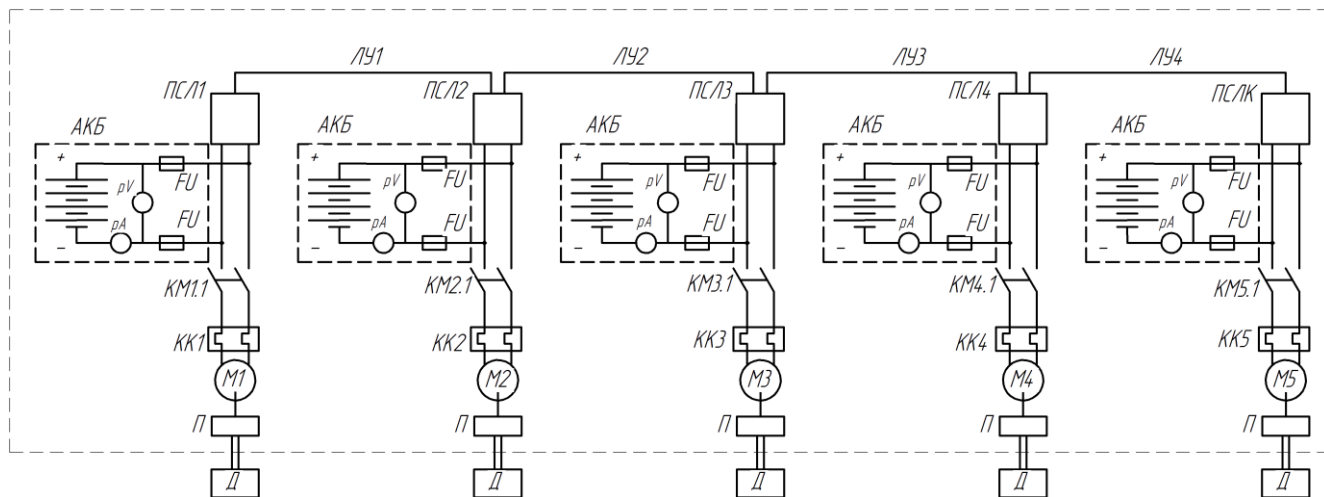 ЛУ1 ЛУ2 ЛУ3 ЛУ4
ПСЛ1 ПСЛ2 ПСЛ3 ПСЛ4 ПСЛК
АКБ АКБ АКБ АКБ АКБ
+ + + + +
FU FU FU FU FU
pV pV pV pV pV
pA FU pA FU pA FU pA FU pA FU
– – – – –
КМ1.1 КМ2.1 КМ3.1 КМ4.1 КМ5.1
КК1 КК2 КК3 КК4 КК5
М1 М2 М3 М4 М5
П П П П П
Д Д Д Д Д